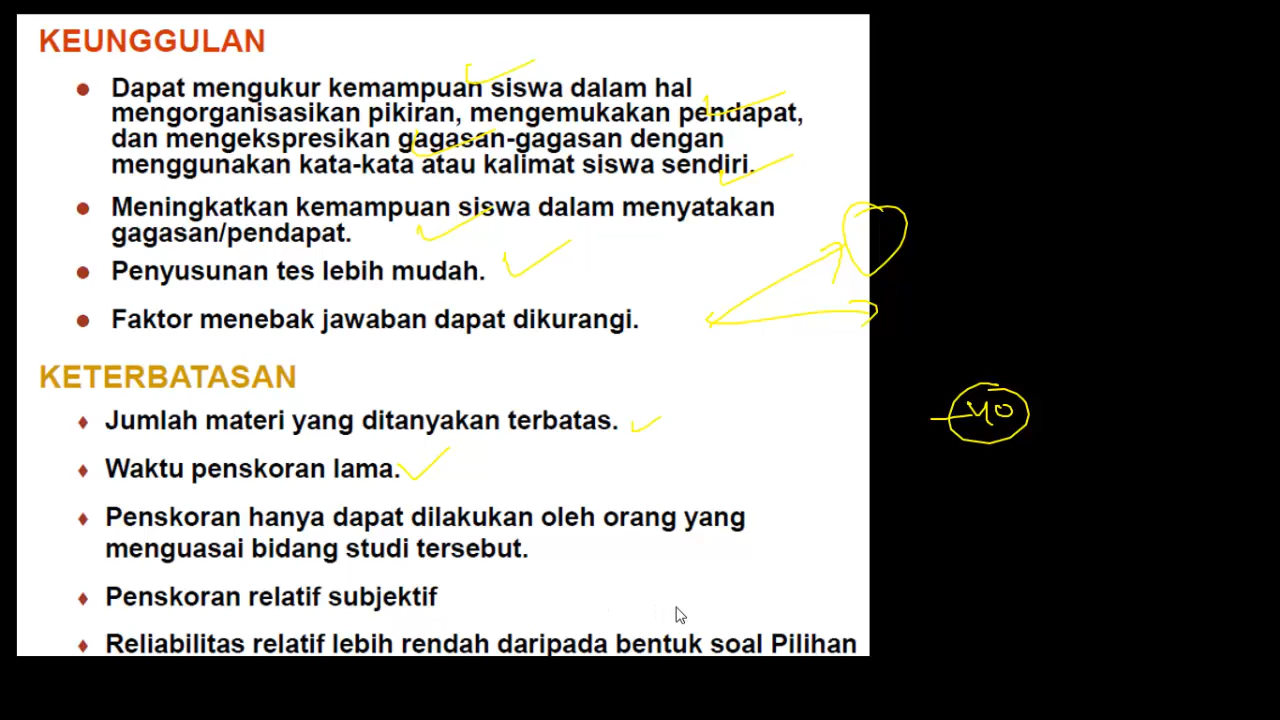 KEUNGGULAN
Dapat mengukur kemampuan siswa dalam hal
mengorganisasikan pikiran, mengemukakan pendapat,
dan mengekspresikan gagasan-gagasan dengan
menggunakan kata-kata atau kalimat siswa sendiri.
Meningkatkan kemampuan siswa dalam menyatakan
gagasan/pendapat.
Penyusunan tes lebih mudah.
Faktor menebak jawaban dapat dikurangi.
KETERBATASAN
Jumlah materi yang ditanyakan terbatas.
40
Waktu penskoran lama.
Penskoran hanya dapat dilakukan oleh orang yang
menguasai bidang studi tersebut.
Penskoran relatif subjektif
Reliabilitas relatif lebih rendah daripada bentuk soal Pilihan